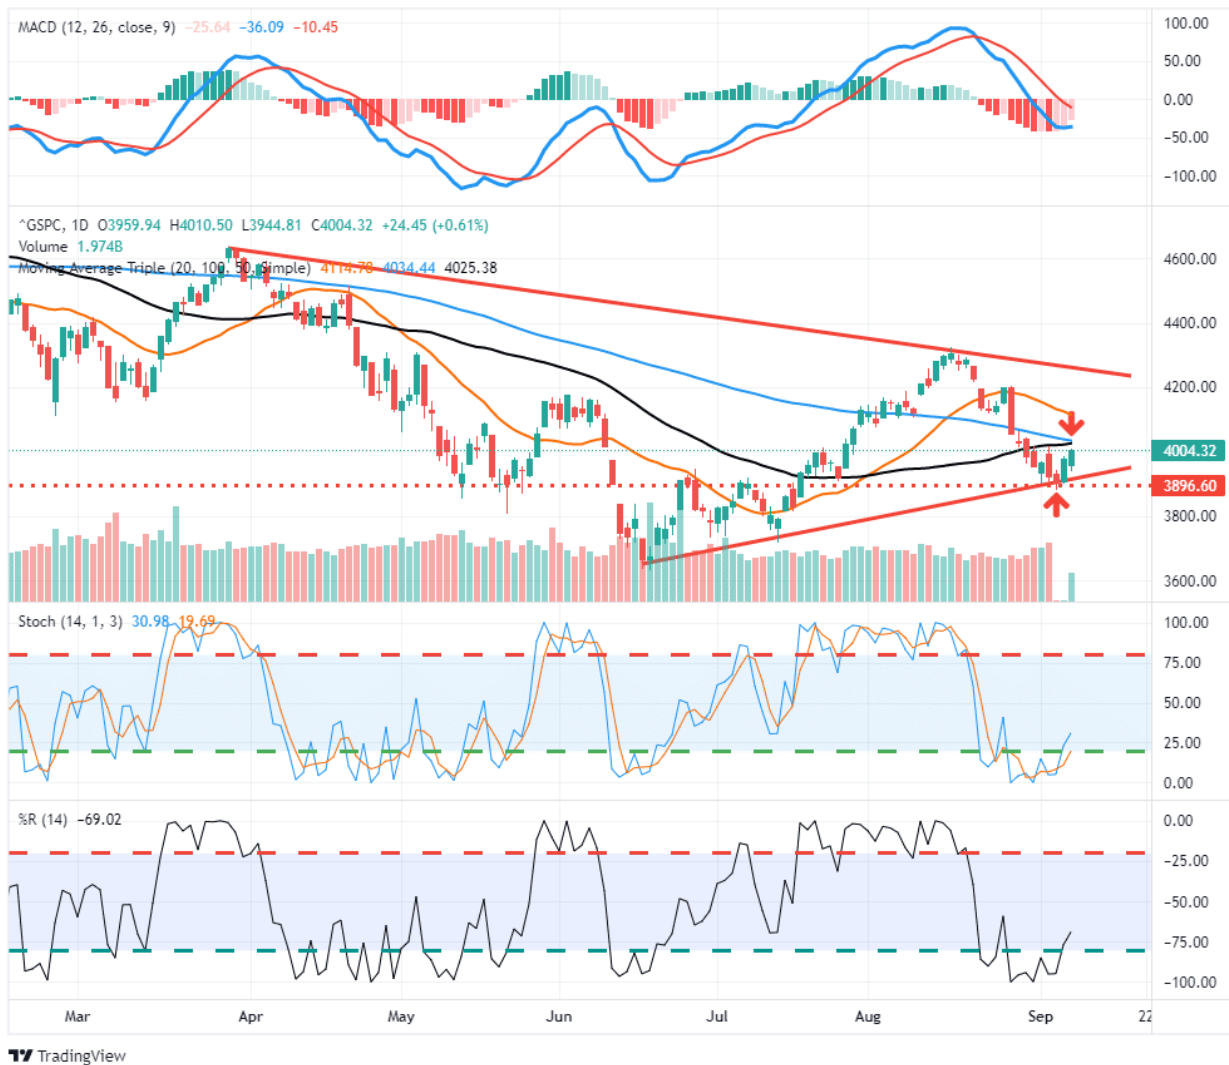 MACD (12, 26, close, 9) −25.64 −36.09 −10.45
100.00
50.00
0.00
−50.00
−100.00
^GSPC, 1D O3959.94 H4010.50 L3944.81 C4004.32 +24.45 (+0.61%)
Volume 1.974B
Moving Average Triple (20, 100, 50, Simple) 4114.78 4034.44 4025.38
4600.00
4400.00
4200.00
4004.32
3896.60
3800.00
3600.00
Stoch (14, 1, 3) 30.98 19.69
100.00
75.00
50.00
25.00
0.00
%R (14) −69.02
0.00
−25.00
−50.00
−75.00
−100.00
Mar Apr May Jun Jul Aug Sep 22
TradingView